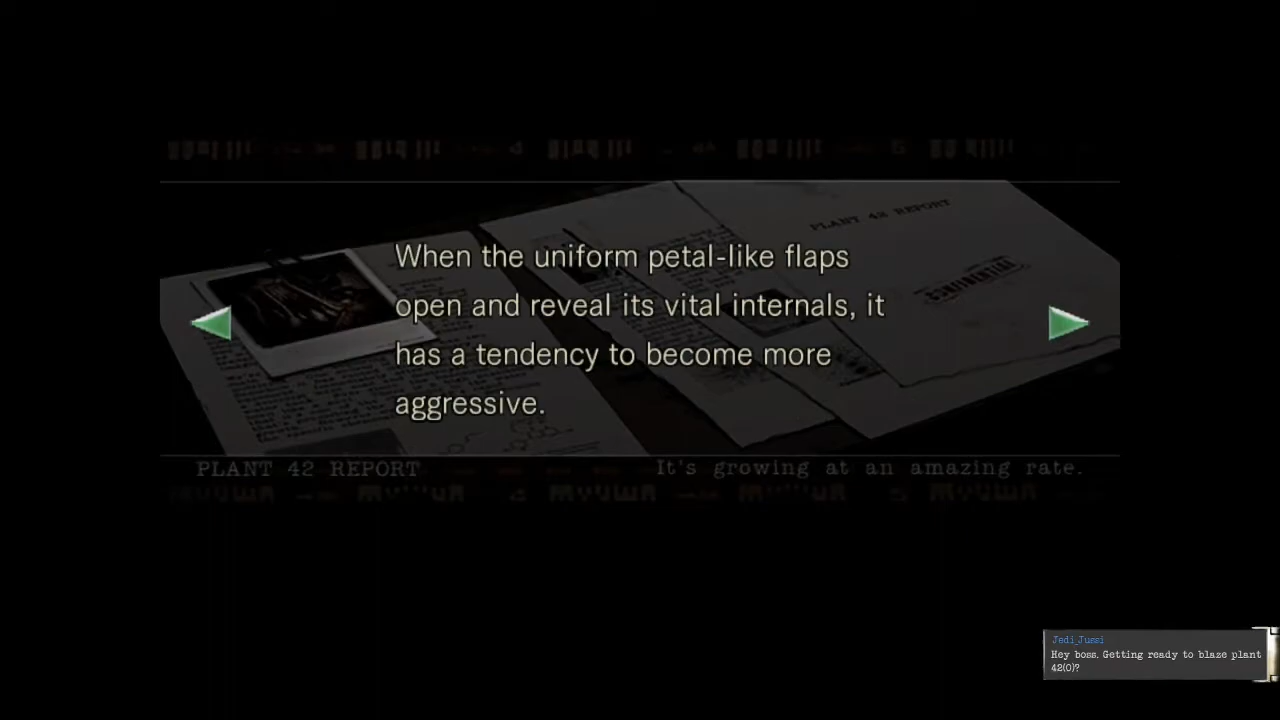 PLANT 42 REPORT
CONFIDENTIAL
When the uniform petal-like flaps
open and reveal its vital internals, it
has a tendency to become more
aggressive.
PLANT 42 REPORT
It's growing at an amazing rate.
Jedi_Jussi
Hey boss. Getting ready to blaze plant
42(0)?